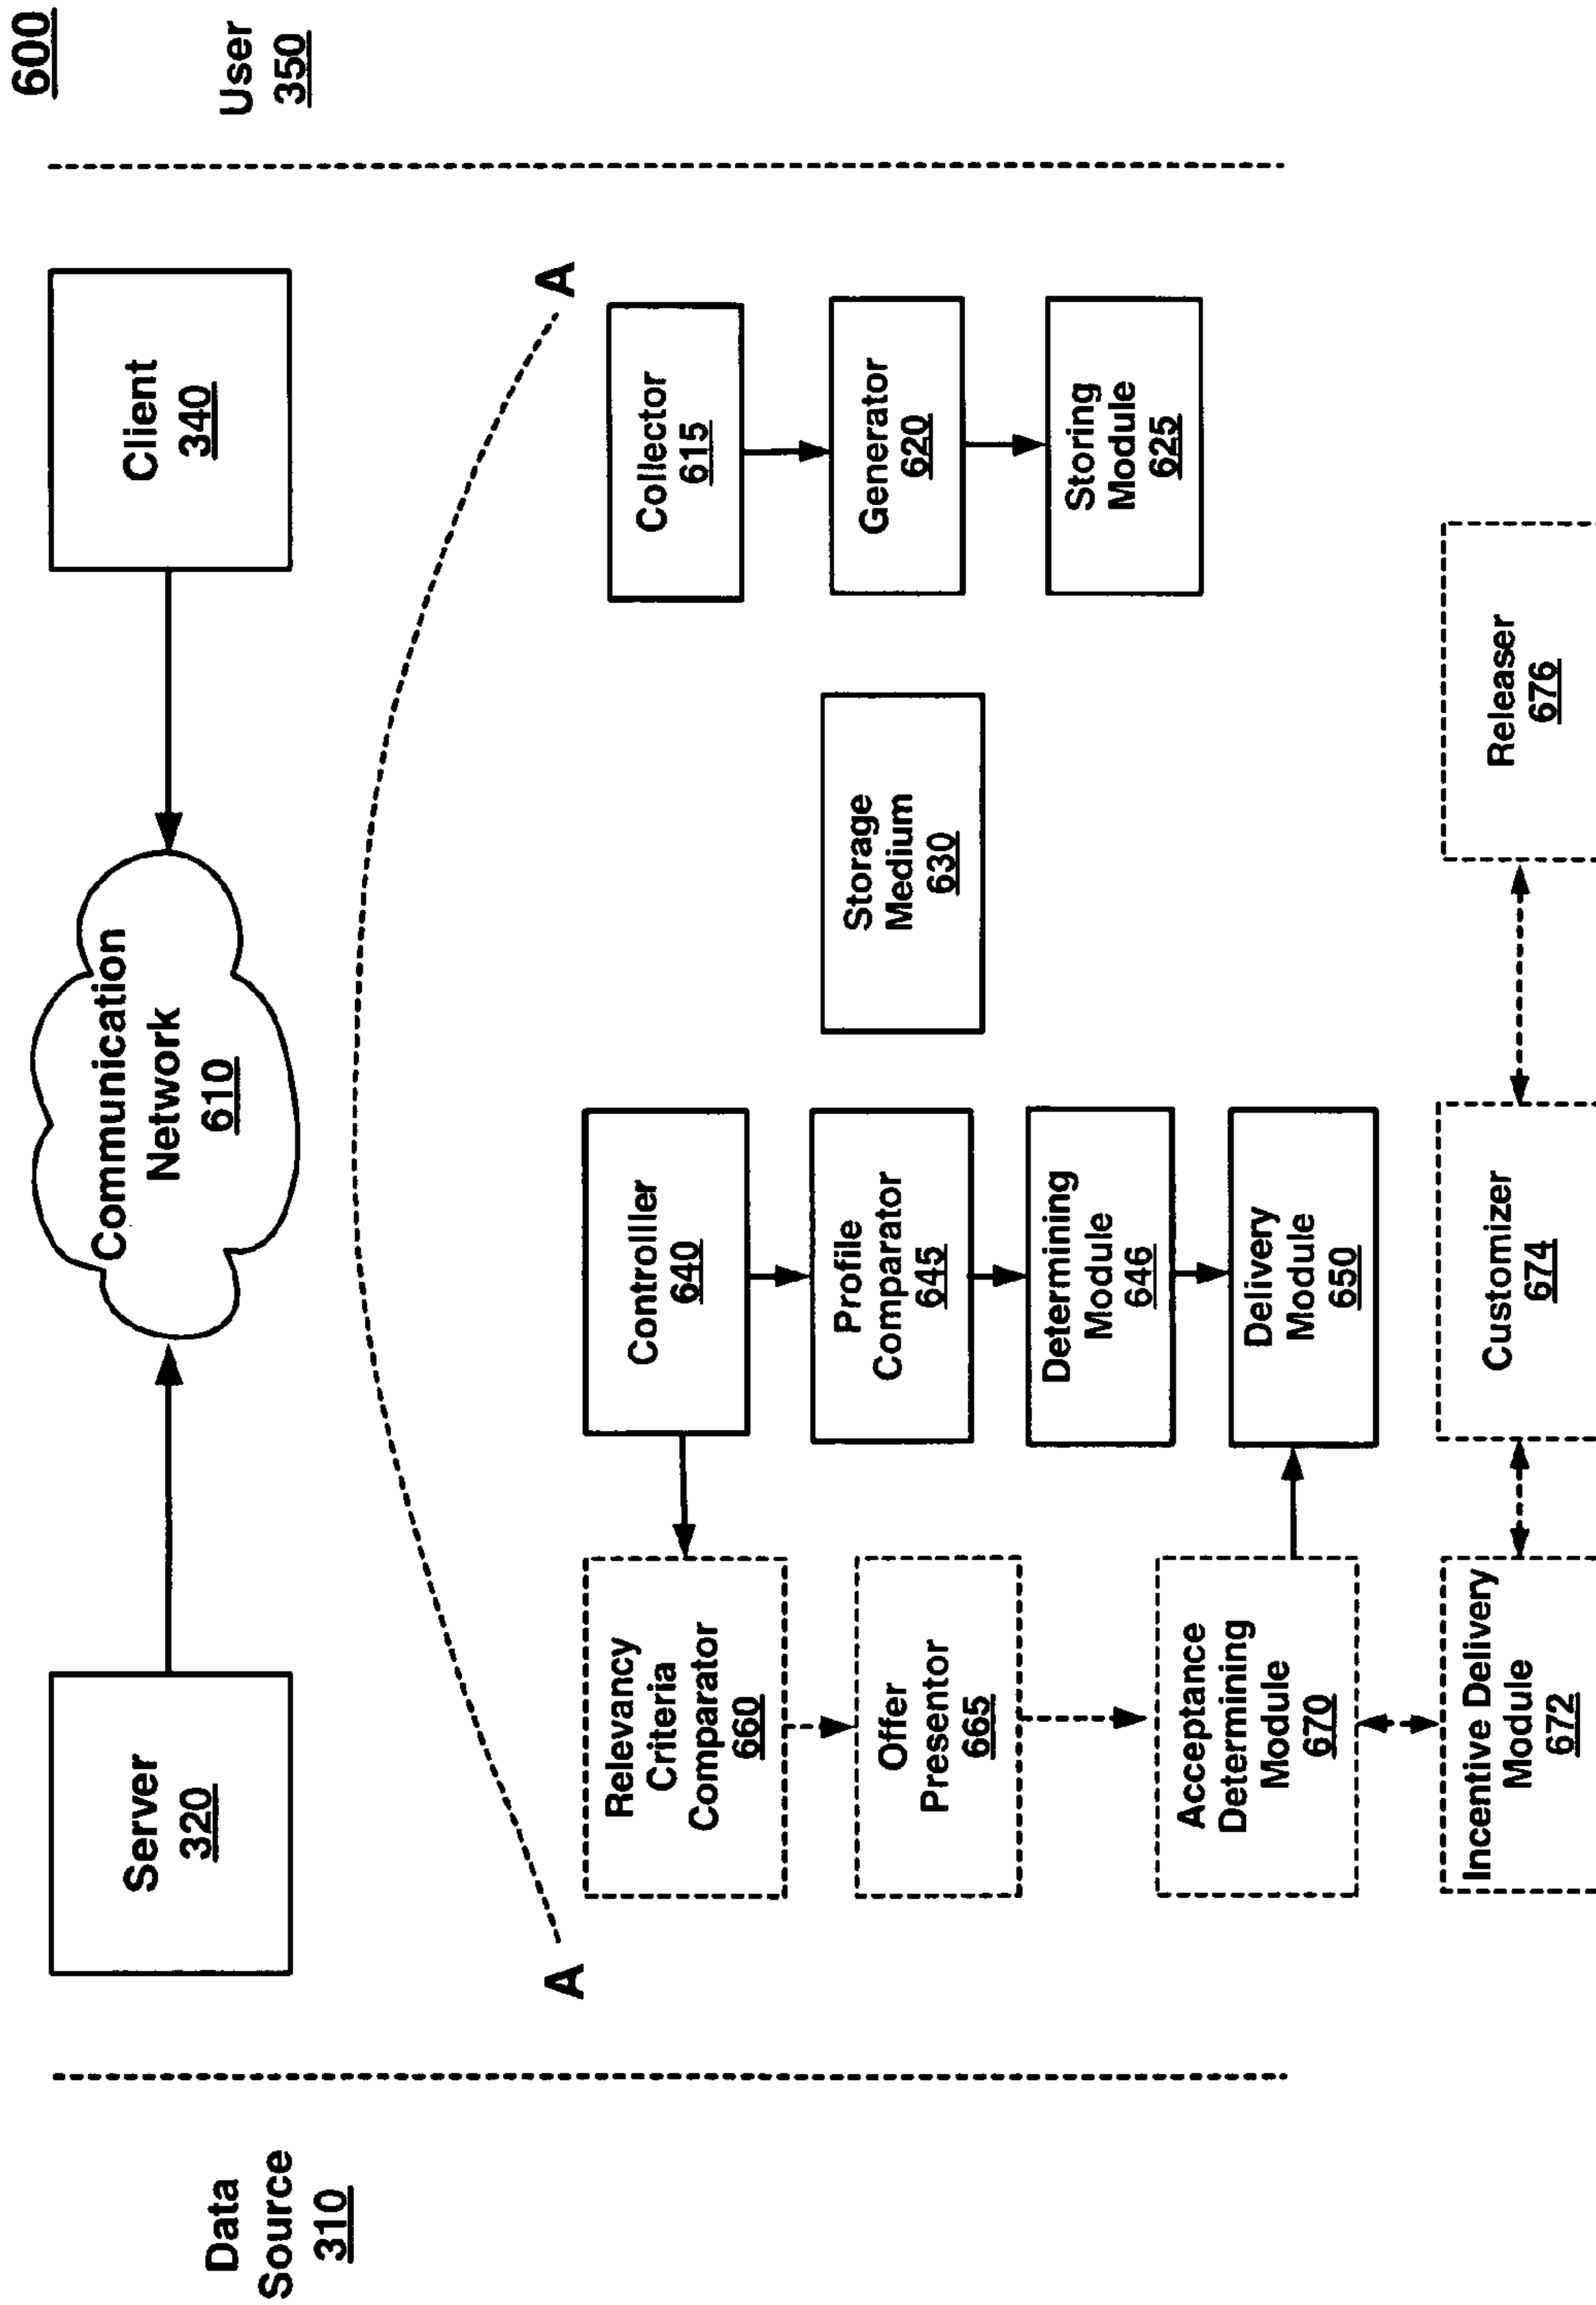 600
Server
320
Communication
Network
610
Client
340
Data
Source
310
User
350
A
A
Relevancy
Criteria
Comparator
660
Controlller
640
Collector
615
Offer
Presentor
665
Profile
Comparator
645
Storage
Medium
630
Generator
620
Acceptance
Determining
Module
670
Determining
Module
646
Storing
Module
625
Delivery
Module
650
Incentive Delivery
Module
672
Customizer
674
Releaser
676